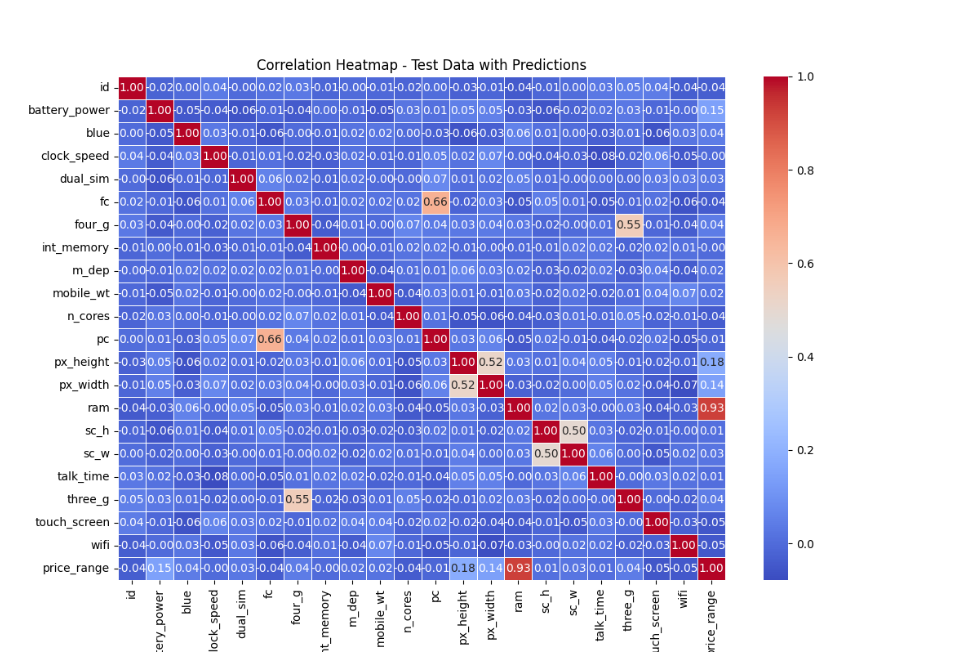 Correlation Heatmap - Test Data with Predictions
id 1.00 -0.02 0.00 0.04 -0.00 0.02 0.03 -0.01 -0.00 -0.01 -0.02 0.00 -0.03 -0.01 -0.04 -0.01 0.00 0.03 0.05 0.04 -0.04 -0.04
battery_power -0.02 1.00 -0.05 -0.04 -0.06 -0.01 -0.04 0.00 -0.01 -0.05 0.03 0.01 0.05 0.05 -0.03 -0.06 -0.02 0.02 0.03 -0.01 -0.00 0.15
blue 0.00 -0.05 1.00 0.03 -0.01 -0.06 -0.00 -0.01 0.02 0.02 0.00 -0.03 -0.06 -0.03 0.06 0.01 0.00 -0.03 0.01 -0.06 0.03 0.04
clock_speed 0.04 -0.04 0.03 1.00 -0.01 0.01 -0.02 -0.03 0.02 -0.01 -0.01 0.05 0.02 0.07 -0.00 -0.04 -0.03 -0.08 -0.02 0.06 -0.05 -0.00
dual_sim -0.00 -0.06 -0.01 -0.01 1.00 0.06 0.02 -0.01 0.02 -0.00 -0.00 0.07 0.01 0.02 0.05 0.01 -0.00 0.00 0.00 0.03 0.03 0.03
fc 0.02 -0.01 -0.06 0.01 0.06 1.00 0.03 -0.01 0.02 0.02 0.02 0.66 -0.02 0.03 -0.05 0.05 0.01 -0.05 -0.01 0.02 -0.06 -0.04
four_g 0.03 -0.04 -0.00 -0.02 0.02 0.03 1.00 -0.04 0.01 -0.00 0.07 0.04 0.03 0.04 0.03 -0.02 -0.00 0.01 0.55 -0.01 -0.04 0.04
int_memory -0.01 0.00 -0.01 -0.03 -0.01 -0.01 -0.04 1.00 -0.00 -0.01 0.02 0.02 -0.01 -0.00 -0.01 -0.01 0.02 0.02 -0.02 0.02 0.01 -0.00
m_dep -0.00 -0.01 0.02 0.02 0.02 0.02 0.01 -0.00 1.00 -0.04 0.01 0.01 0.06 0.03 0.02 -0.03 -0.02 0.02 -0.03 0.04 -0.04 0.02
mobile_wt -0.01 -0.05 0.02 -0.01 -0.00 0.02 -0.00 -0.01 -0.04 1.00 -0.04 0.03 0.01 -0.01 0.03 -0.02 0.02 -0.02 0.01 0.04 0.07 0.02
n_cores -0.02 0.03 0.00 -0.01 -0.00 0.02 0.07 0.02 0.01 -0.04 1.00 0.01 -0.05 -0.06 -0.04 -0.03 0.01 -0.01 0.05 -0.02 -0.01 -0.04
pc 0.00 0.01 -0.03 0.05 0.07 0.66 0.04 0.02 0.01 0.03 0.01 1.00 0.03 0.06 -0.05 0.02 -0.01 -0.04 -0.02 0.02 -0.05 -0.01
px_height -0.03 0.05 -0.06 0.02 0.01 -0.02 0.03 -0.01 0.06 0.01 -0.05 0.03 1.00 0.52 0.03 0.01 0.04 0.05 -0.01 -0.02 -0.01 0.18
px_width -0.01 0.05 -0.03 0.07 0.02 0.03 0.04 -0.00 0.03 -0.01 -0.06 0.06 0.52 1.00 -0.03 -0.02 0.00 0.05 0.02 -0.04 -0.07 0.14
ram -0.04 -0.03 0.06 -0.00 0.05 -0.05 0.03 -0.01 0.02 0.03 -0.04 -0.05 0.03 -0.03 1.00 0.02 0.03 -0.00 0.03 -0.04 -0.03 0.93
sc_h -0.01 -0.06 0.01 -0.04 0.01 0.05 -0.02 -0.01 -0.03 -0.02 -0.03 0.02 0.01 -0.02 0.02 1.00 0.50 0.03 -0.02 -0.01 0.00 0.01
sc_w 0.00 -0.02 0.00 -0.03 -0.00 0.01 -0.00 0.02 -0.02 0.02 0.01 -0.01 0.04 0.00 0.03 0.50 1.00 0.06 0.00 -0.05 0.02 0.03
talk_time 0.03 0.02 -0.03 -0.08 0.00 -0.05 0.01 0.02 0.02 -0.02 -0.01 -0.04 0.05 0.05 -0.00 0.03 0.06 1.00 -0.00 0.03 0.02 0.01
three_g 0.05 0.03 0.01 -0.02 0.00 -0.01 0.55 -0.02 -0.03 0.01 0.05 -0.02 -0.01 0.02 0.03 -0.02 0.00 -0.00 1.00 -0.00 -0.02 0.04
touch_screen 0.04 -0.01 -0.06 0.06 0.03 0.02 -0.01 0.02 0.04 0.04 -0.02 0.02 -0.02 -0.04 -0.04 -0.01 -0.05 0.03 -0.00 1.00 -0.03 -0.05
wifi -0.04 -0.00 0.03 -0.05 0.03 -0.06 -0.04 0.01 -0.04 0.07 -0.01 -0.05 -0.01 -0.07 -0.03 0.00 0.02 0.02 -0.02 -0.03 1.00 -0.05
price_range -0.04 0.15 0.04 -0.00 0.03 -0.04 0.04 -0.00 0.02 0.02 -0.04 -0.01 0.18 0.14 0.93 0.01 0.03 0.01 0.04 -0.05 -0.05 1.00
id tery_power blue lock_speed dual_sim fc four_g nt_memory m_dep mobile_wt n_cores pc px_height px_width ram sc_h sc_w talk_time three_g uch_screen wifi price_range
1.0
0.8
0.6
0.4
0.2
0.0